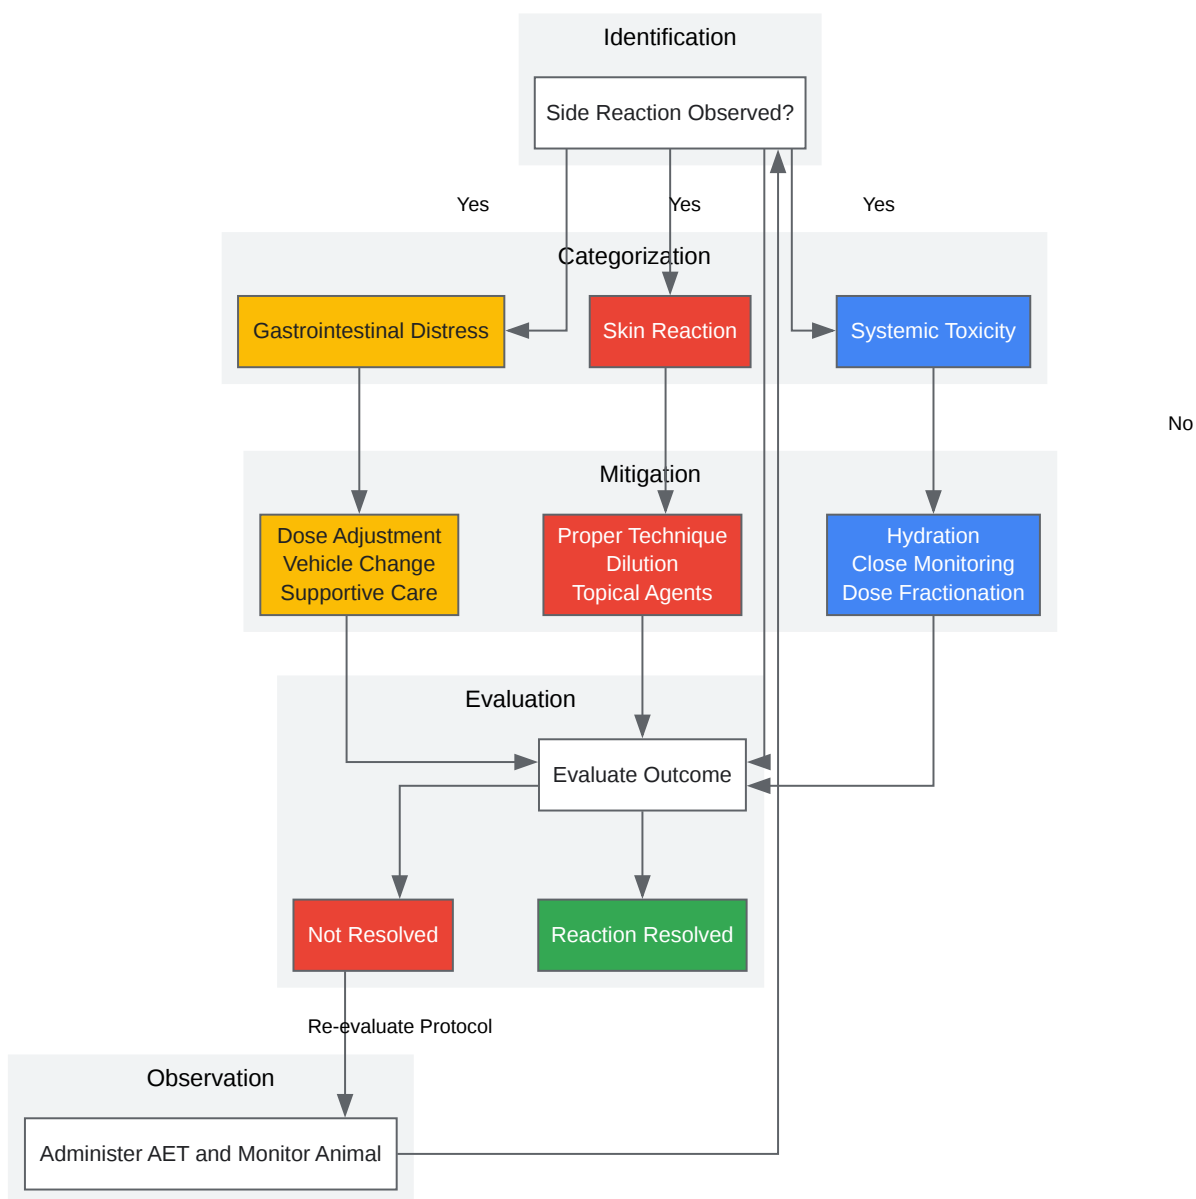 Identification
Side Reaction Observed?
Yes
Yes
Yes
Categorization
Gastrointestinal Distress
Skin Reaction
Systemic Toxicity
No
Mitigation
Dose Adjustment
Vehicle Change
Supportive Care
Proper Technique
Dilution
Topical Agents
Hydration
Close Monitoring
Dose Fractionation
Evaluation
Evaluate Outcome
Not Resolved
Reaction Resolved
Re-evaluate Protocol
Observation
Administer AET and Monitor Animal